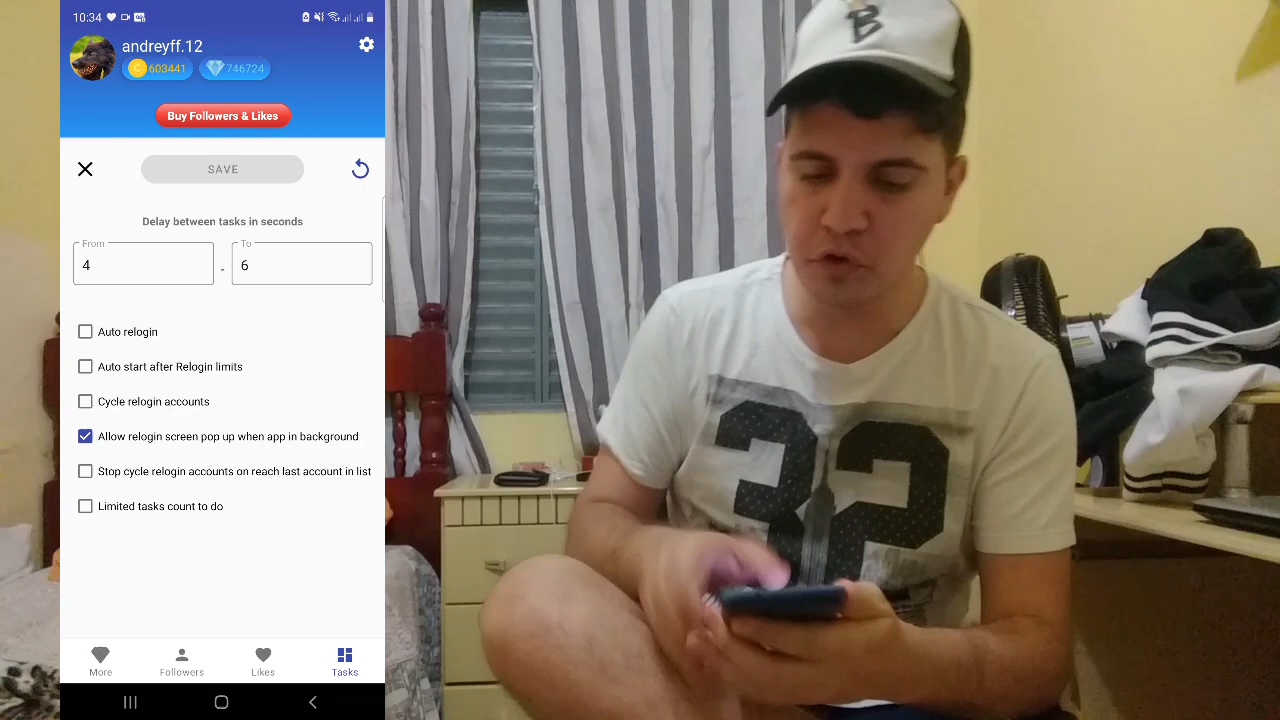 10:34
andreyff.12
C 603441 746724
Buy Followers & Likes
SAVE
Delay between tasks in seconds
From
To
4
-
6
Auto relogin
Auto start after Relogin limits
Cycle relogin accounts
Allow relogin screen pop up when app in background
Stop cycle relogin accounts on reach last account in list
Limited tasks count to do
More Followers Likes Tasks
B
32